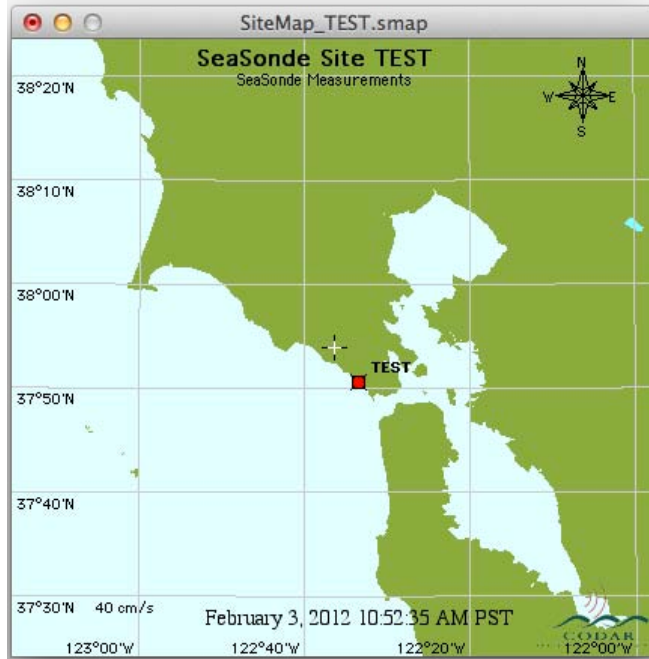 SiteMap_TEST.smap
SeaSonde Site TEST
SeaSonde Measurements
N
W E
S
38°20'N
38°10'N
38°00'N
TEST
37°50'N
37°40'N
37°30'N
40 cm/s
February 3, 2012 10:52:35 AM PST
CODAR
123°00'W
122°40'W
122°20'W
122°00'W